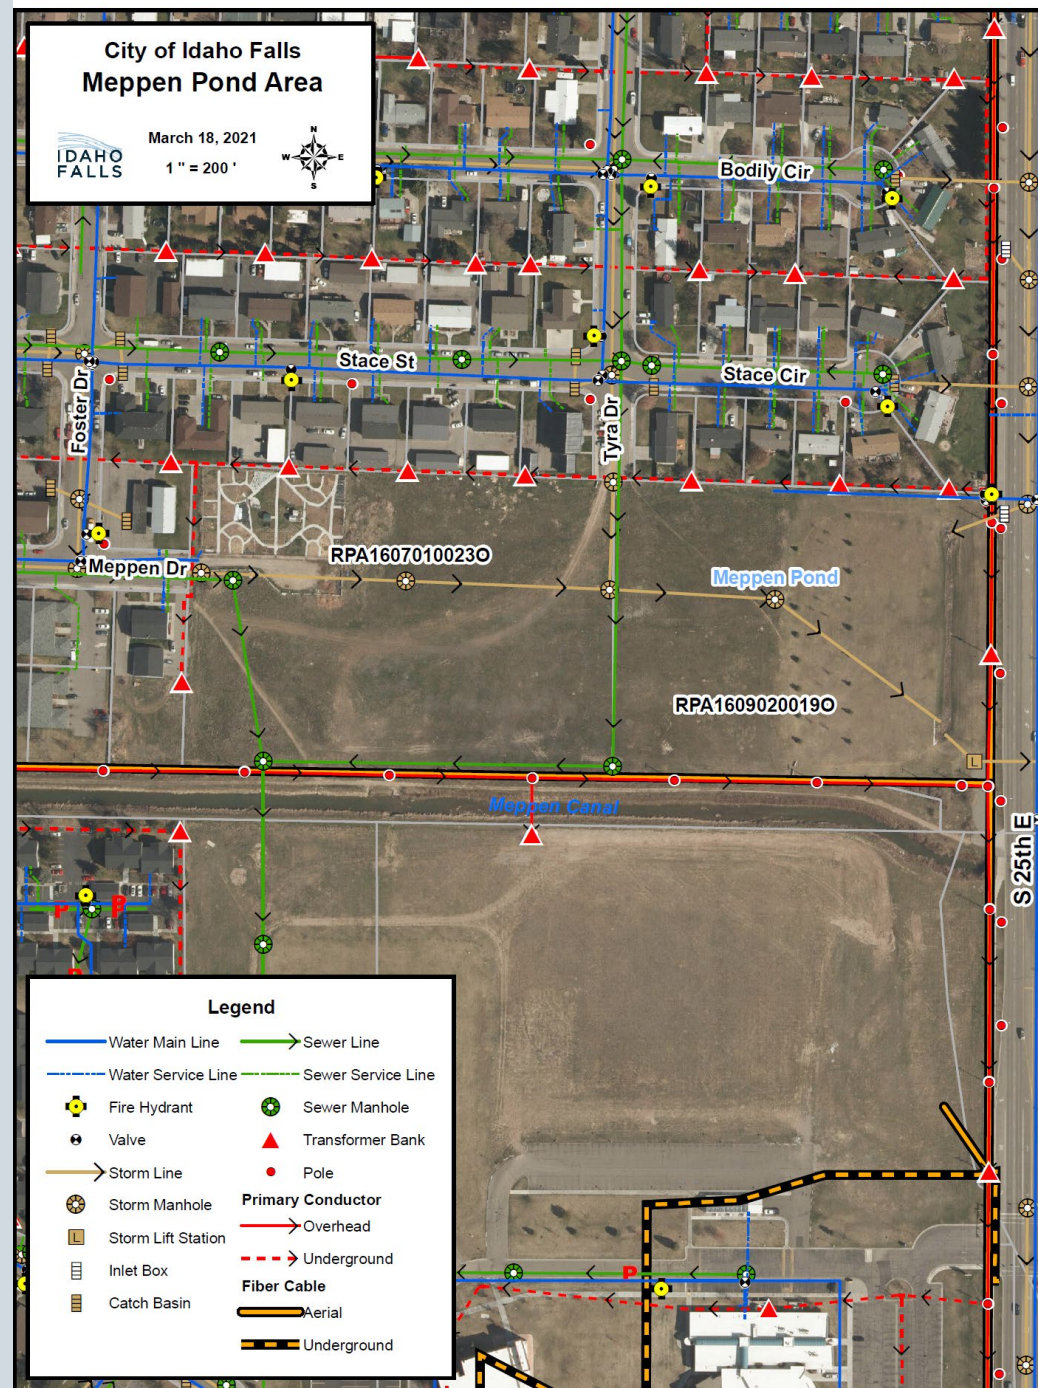 City of Idaho Falls
Meppen Pond Area
March 18, 2021
1 " = 200 '
IDAHO
FALLS
N
W E
S
Bodily Cir
Stace St
Stace Cir
Foster Dr
Tyra Dr
RPA1607010023O
Meppen Dr
Meppen Pond
RPA1609020019O
L
Meppen Canal
S 25th E
P
P
P
P
Legend
Water Main Line
Sewer Line
Water Service Line
Sewer Service Line
Fire Hydrant
Sewer Manhole
Valve
Transformer Bank
Storm Line
Pole
Storm Manhole
Primary Conductor
Overhead
L Storm Lift Station
Underground
Inlet Box
Fiber Cable
Catch Basin
Aerial
Underground